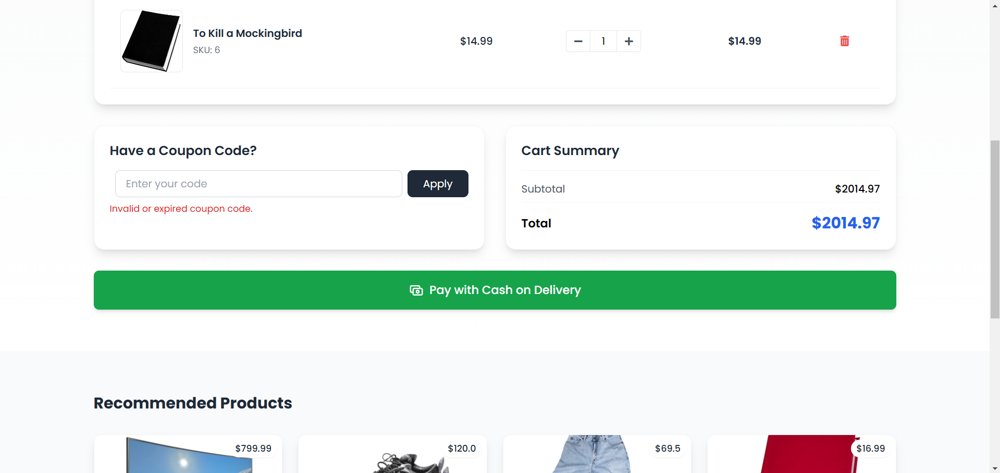 To Kill a Mockingbird
SKU: 6
$14.99
1
$14.99
Have a Coupon Code?
Enter your code
Apply
Invalid or expired coupon code.
Cart Summary
Subtotal
$2014.97
Total
$2014.97
Pay with Cash on Delivery
Recommended Products
$799.99
$120.0
$69.5
$16.99